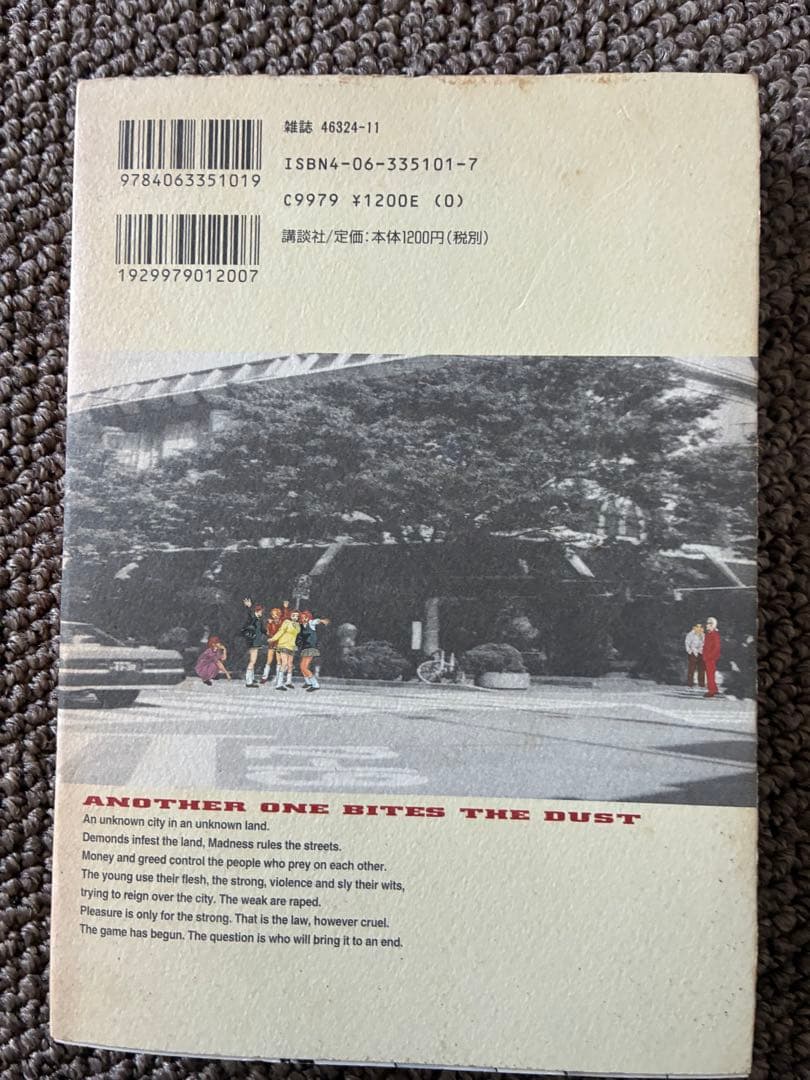 雑誌 46324-11
ISBN4-06-335101-7
9784063351019
C9979 ¥1200E (0)
講談社/定価:本体1200円(税別)
1929979012007
ANOTHER ONE BITES THE DUST
An unknown city in an unknown land.
Demonds infest the land, Madness rules the streets.
Money and greed control the people who prey on each other.
The young use their flesh, the strong, violence and sly their wits,
trying to reign over the city. The weak are raped.
Pleasure is only for the strong. That is the law, however cruel.
The game has begun. The question is who will bring it to an end.